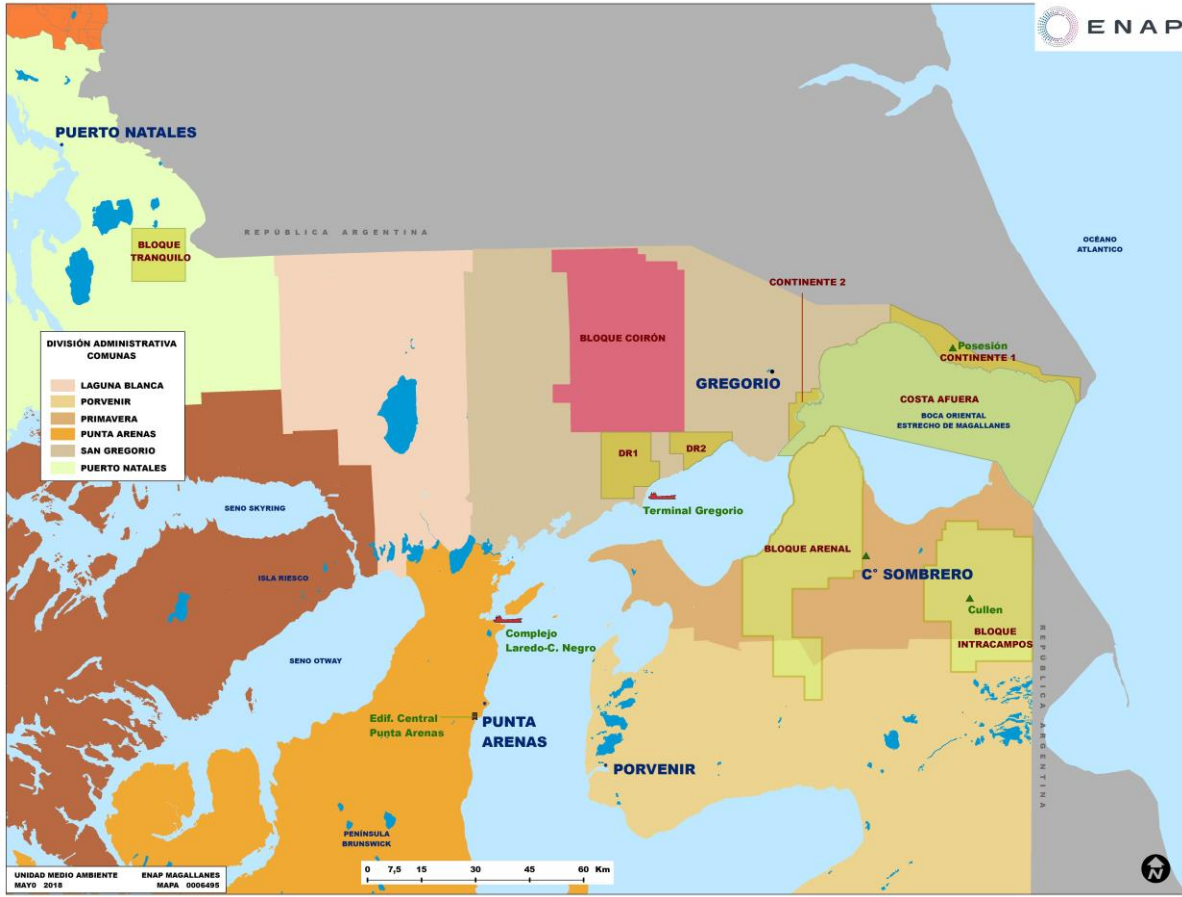 ENAP
PUERTO NATALES
REPÚBLICA ARGENTINA
OCÉANO
ATLANTICO
BLOQUE
TRANQUILO
CONTINENTE 2
DIVISIÓN ADMINISTRATIVA
COMUNAS
LAGUNA BLANCA
PORVENIR
PRIMAVERA
PUNTA ARENAS
SAN GREGORIO
PUERTO NATALES
BLOQUE COIRÓN
Posesión
CONTINENTE 1
GREGORIO
COSTA AFUERA
BOCA ORIENTAL
ESTRECHO DE MAGALLANES
DR1
DR2
SENO SKYRING
Terminal Gregorio
BLOQUE ARENAL
C° SOMBRERO
ISLA RIESCO
Cullen
Complejo
Laredo-C. Negro
BLOQUE
INTRACAMPOS
REPÚBLICA ARGENTINA
SENO OTWAY
Edif. Central
Punta Arenas
PUNTA
ARENAS
PORVENIR
PENÍNSULA
BRUNSWICK
0 7,5 15 30 45 60 Km
UNIDAD MEDIO AMBIENTE ENAP MAGALLANES
MAYO 2018 MAPA 0006495
N